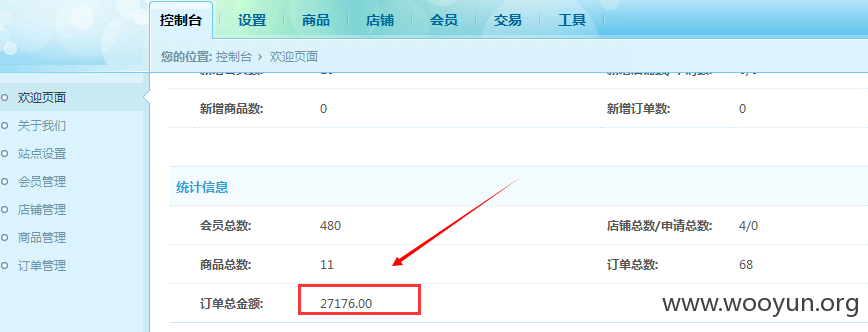 控制台 设置 商品 店铺 会员 交易 工具
您的位置: 控制台 › 欢迎页面
欢迎页面
关于我们
站点设置
会员管理
店铺管理
商品管理
订单管理
新增商品数: 0 新增订单数: 0
统计信息
会员总数: 480 店铺总数/申请总数: 4/0
商品总数: 11 订单总数: 68
订单总金额: 27176.00
www.wooyun.org